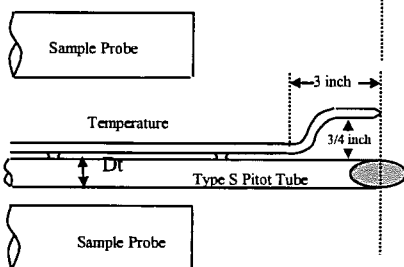 Sample Probe
3 inch
Temperature
3/4 inch
Dt
Type S Pitot Tube
Sample Probe